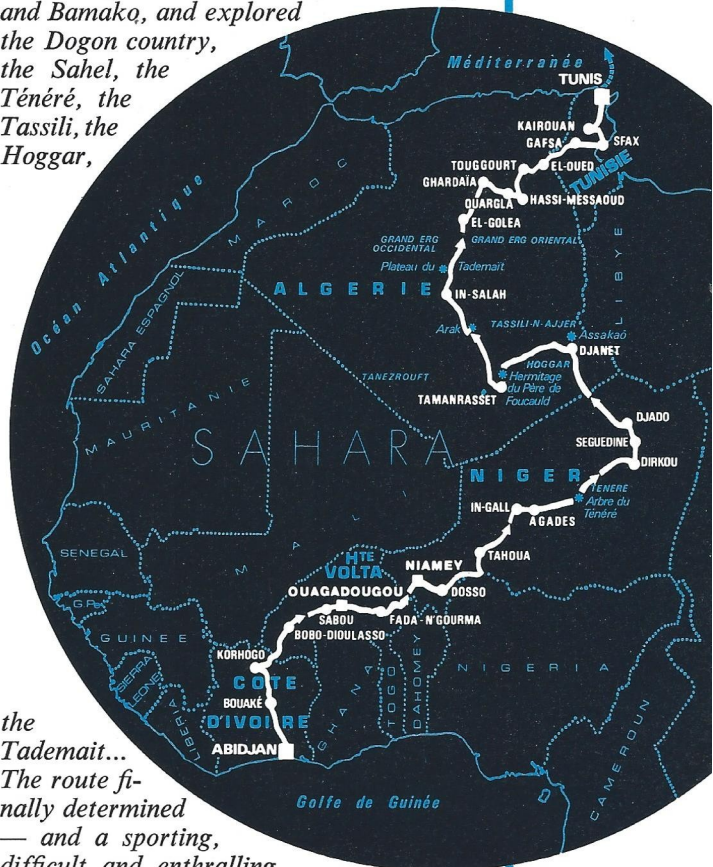 and Bamako, and explored
the Dogon country,
the Sahel, the
Ténéré, the
Tassili, the
Hoggar,
Méditerranée
TUNIS
KAIROUAN
GAFSA
SFAX
TOUGGOURT
EL-OUED
TUNISIE
GHARDAÏA
OUARGLA
HASSI-MESSAOUD
EL-GOLEA
Océan Atlantique
MAROC
GRAND ERG
OCCIDENTAL
GRAND ERG ORIENTAL
Plateau du Tademaït
LIBYE
ALGERIE
IN-SALAH
SAHARA ESPAGNOL
Arak
TASSILI-N-AJJER
Assakaô
DJANET
HOGGAR
TANEZROUFT
Hermitage
du Père de
Foucauld
TAMANRASSET
MAURITANIE
DJADO
SAHARA
SEGUEDINE
DIRKOU
NIGER
TENERE
Arbre du
Ténéré
IN-GALL
AGADES
MALI
TAHOUA
SENEGAL
HTE
VOLTA
NIAMEY
OUAGADOUGOU
DOSSO
SABOU
FADA-N'GOURMA
BOBO-DIOULASSO
GUINEE
KORHOGO
SIERRA
LEONE
COTE
D'IVOIRE
BOUAKÉ
LIBERIA
GHANA
TOGO
DAHOMEY
NIGERIA
CAMEROUN
ABIDJAN
Golfe de Guinée
the
Tademait...
The route fi-
nally determined
— and a sporting,
difficult and enthralling